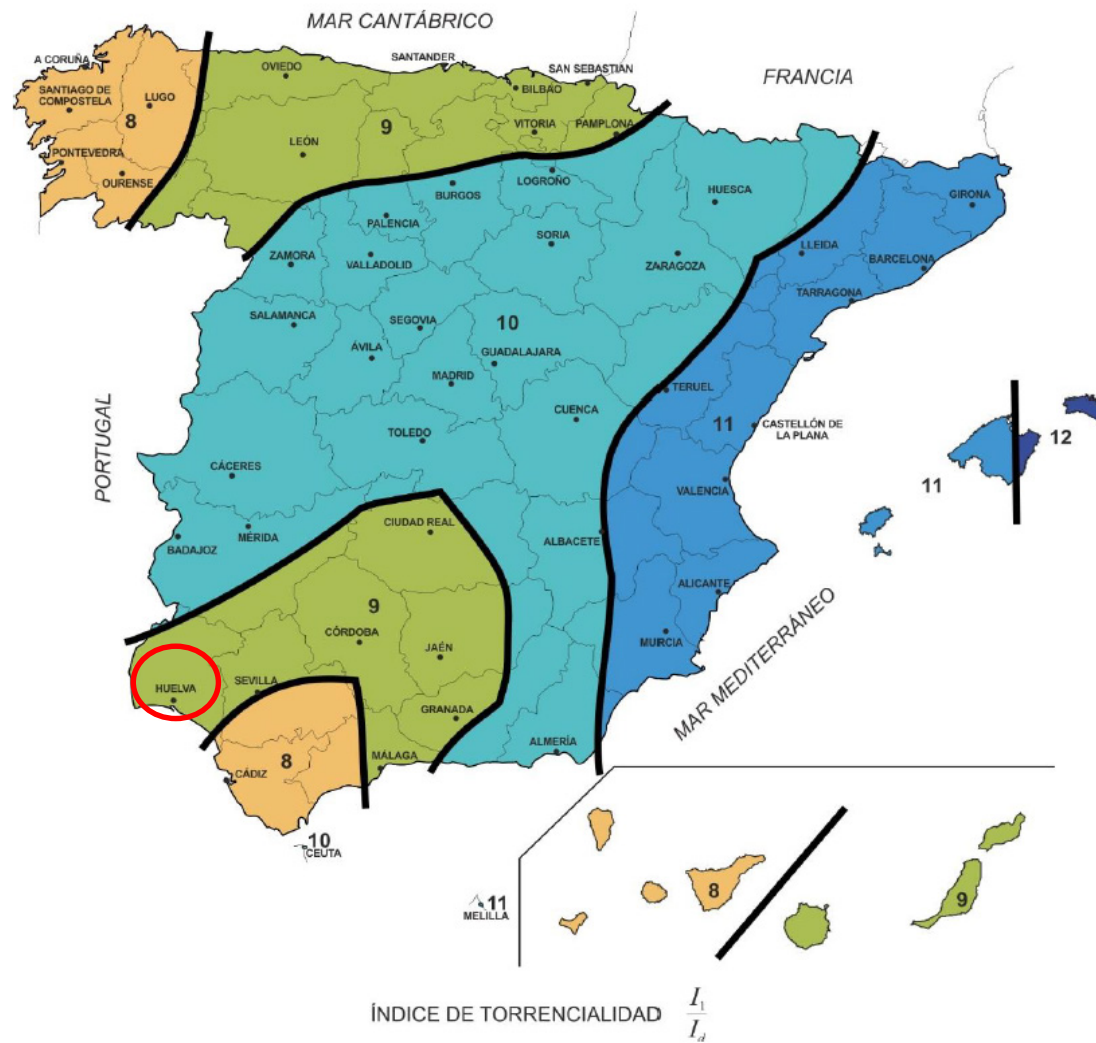 MAR CANTÁBRICO
A CORUÑA
SANTIAGO DE
COMPOSTELA
LUGO
8
PONTEVEDRA
OURENSE
OVIEDO
SANTANDER
SAN SEBASTIAN
BILBAO
VITORIA
PAMPLONA
LEÓN
9
FRANCIA
LOGROÑO
BURGOS
HUESCA
GIRONA
PALENCIA
SORIA
LLEIDA
ZAMORA
VALLADOLID
ZARAGOZA
BARCELONA
TARRAGONA
SALAMANCA
SEGOVIA
10
ÁVILA
GUADALAJARA
MADRID
TERUEL
CUENCA
11
CASTELLÓN DE
LA PLANA
12
PORTUGAL
TOLEDO
CÁCERES
VALENCIA
11
CIUDAD REAL
MÉRIDA
BADAJOZ
ALBACETE
ALICANTE
9
CÓRDOBA
JAÉN
MURCIA
MAR MEDITERRÁNEO
HUELVA
SEVILLA
GRANADA
ALMERÍA
MÁLAGA
CÁDIZ
8
10
CEUTA
11
MELILLA
8
9
ÍNDICE DE TORRENCIALIDAD I₁/I_d